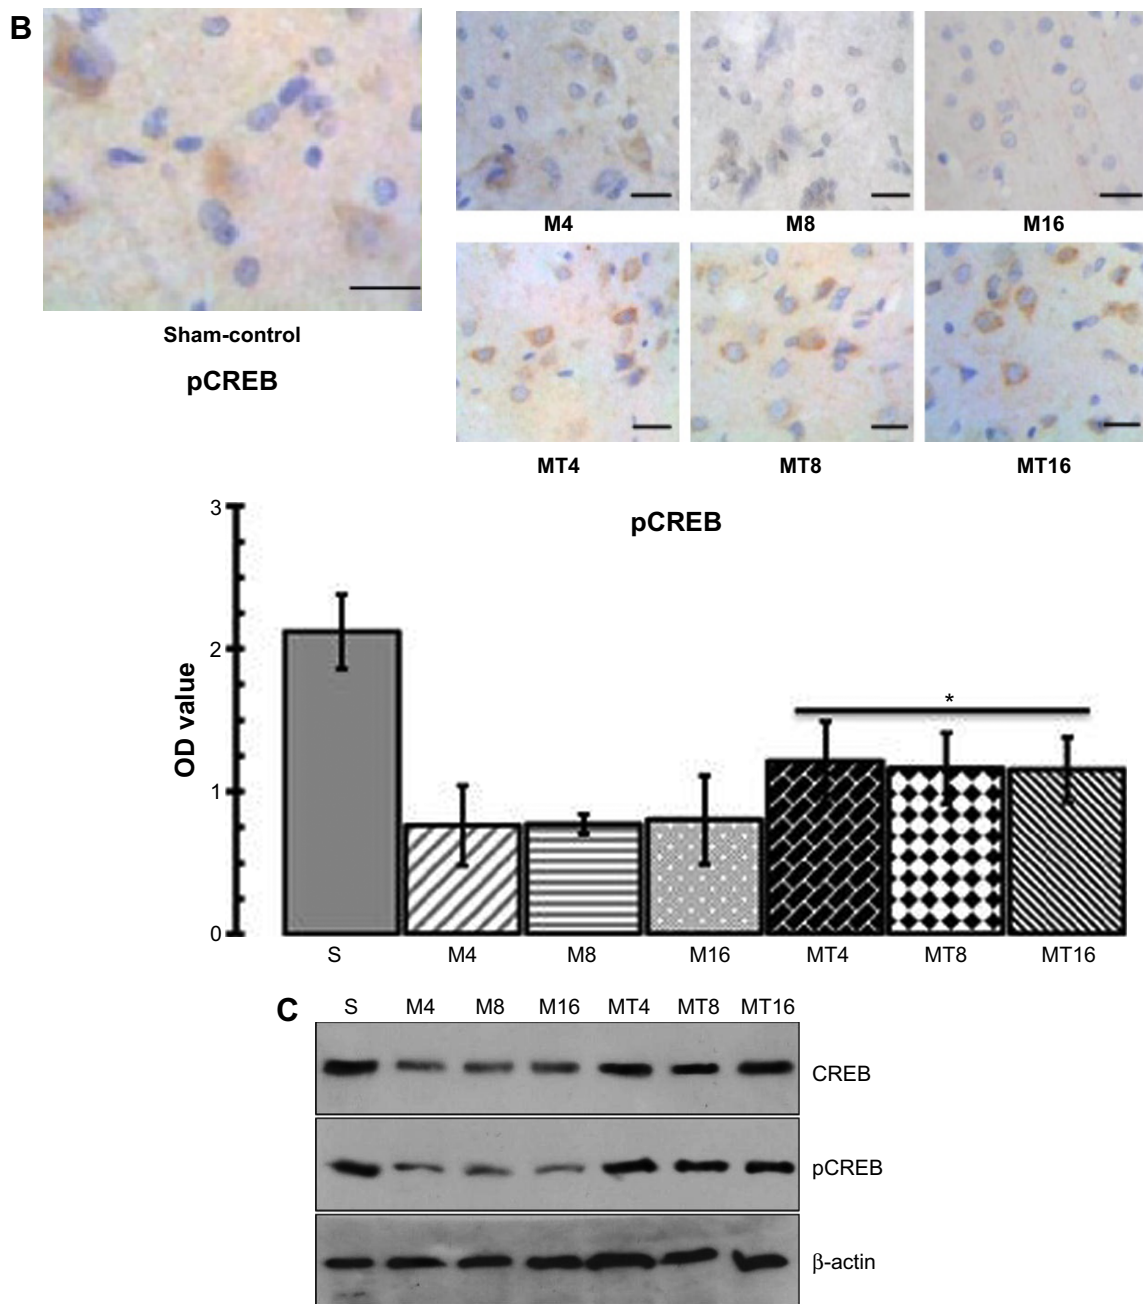 B
Sham-control
pCREB
M4 M8 M16
MT4 MT8 MT16
pCREB
3
2
1
0
OD value
*
S M4 M8 M16 MT4 MT8 MT16
C
S M4 M8 M16 MT4 MT8 MT16
CREB
pCREB
β-actin